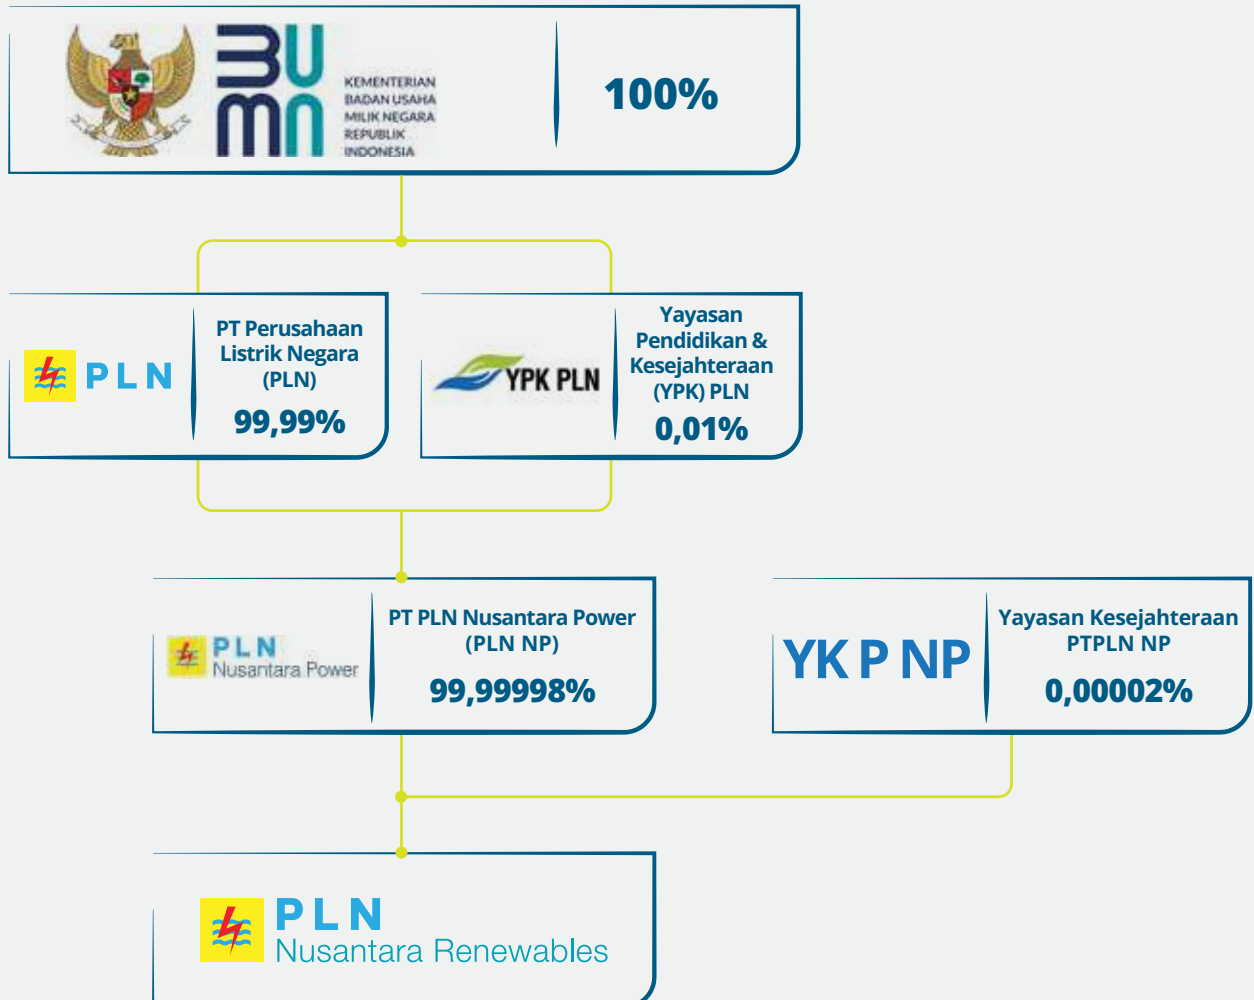 BUMN
KEMENTERIAN
BADAN USAHA
MILIK NEGARA
REPUBLIK
INDONESIA
100%
PLN
PT Perusahaan
Listrik Negara
(PLN)
99,99%
YPK PLN
Yayasan
Pendidikan &
Kesejahteraan
(YPK) PLN
0,01%
PLN
Nusantara Power
PT PLN Nusantara Power
(PLN NP)
99,99998%
YK P NP
Yayasan Kesejahteraan
PTPLN NP
0,00002%
PLN
Nusantara Renewables